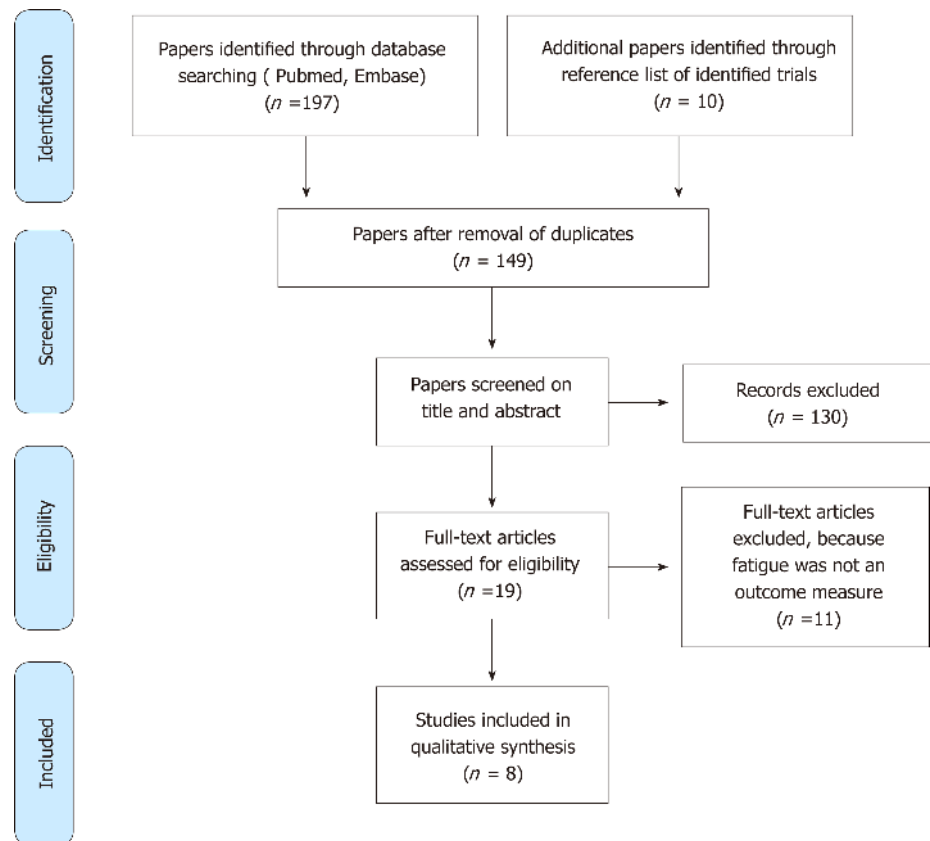 Identification
Papers identified through database
searching ( Pubmed, Embase)
(n =197)
Additional papers identified through
reference list of identified trials
(n = 10)
Screening
Papers after removal of duplicates
(n = 149)
Papers screened on
title and abstract
Records excluded
(n = 130)
Eligibility
Full-text articles
assessed for eligibility
(n =19)
Full-text articles
excluded, because
fatigue was not an
outcome measure
(n =11)
Included
Studies included in
qualitative synthesis
(n = 8)